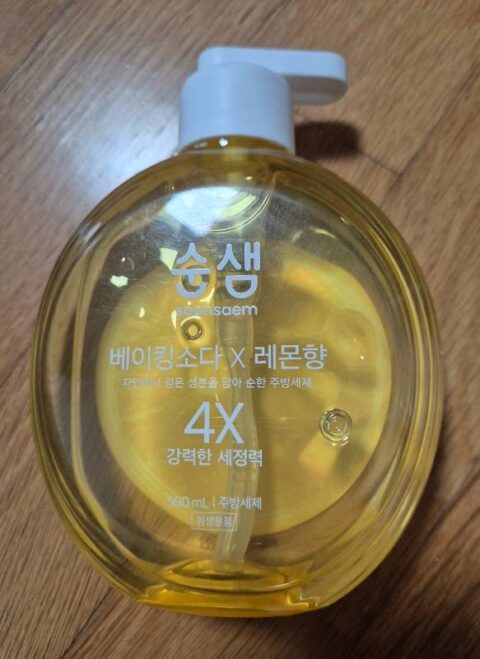 순샘
soonsaem
베이킹소다 X 레몬향
자연에서 얻은 성분을 담아 순한 주방세제
4X
강력한 세정력
500 mL | 주방세제
위생용품